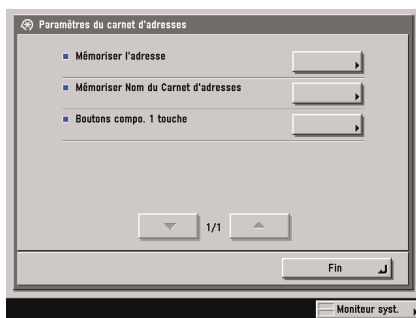 Paramètres du carnet d'adresses
Mémoriser l'adresse
Mémoriser Nom du Carnet d'adresses
Boutons compo. 1 touche
1/1
Fin
Moniteur syst.